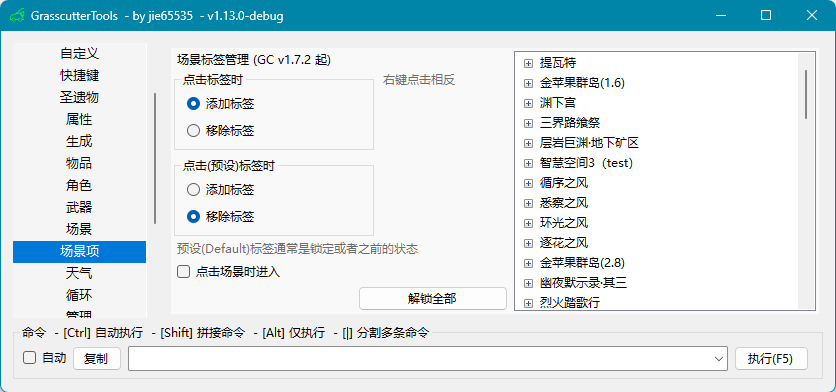 GrasscutterTools - by jie65535 - v1.13.0-debug
自定义
快捷键
圣遗物
属性
生成
物品
角色
武器
场景
场景项
天气
循环
管理
场景标签管理 (GC v1.7.2 起)
点击标签时
右键点击相反
添加标签
移除标签
点击(预设)标签时
添加标签
移除标签
预设(Default)标签通常是锁定或者之前的状态
点击场景时进入
解锁全部
提瓦特
金苹果群岛(1.6)
渊下宫
三界路飨祭
层岩巨渊·地下矿区
智慧空间3（test）
循序之风
悉察之风
环光之风
逐花之风
金苹果群岛(2.8)
幽夜默示录·其三
烈火踏歌行
命令 - [Ctrl] 自动执行 - [Shift] 拼接命令 - [Alt] 仅执行 - [|] 分割多条命令
自动
复制
执行(F5)